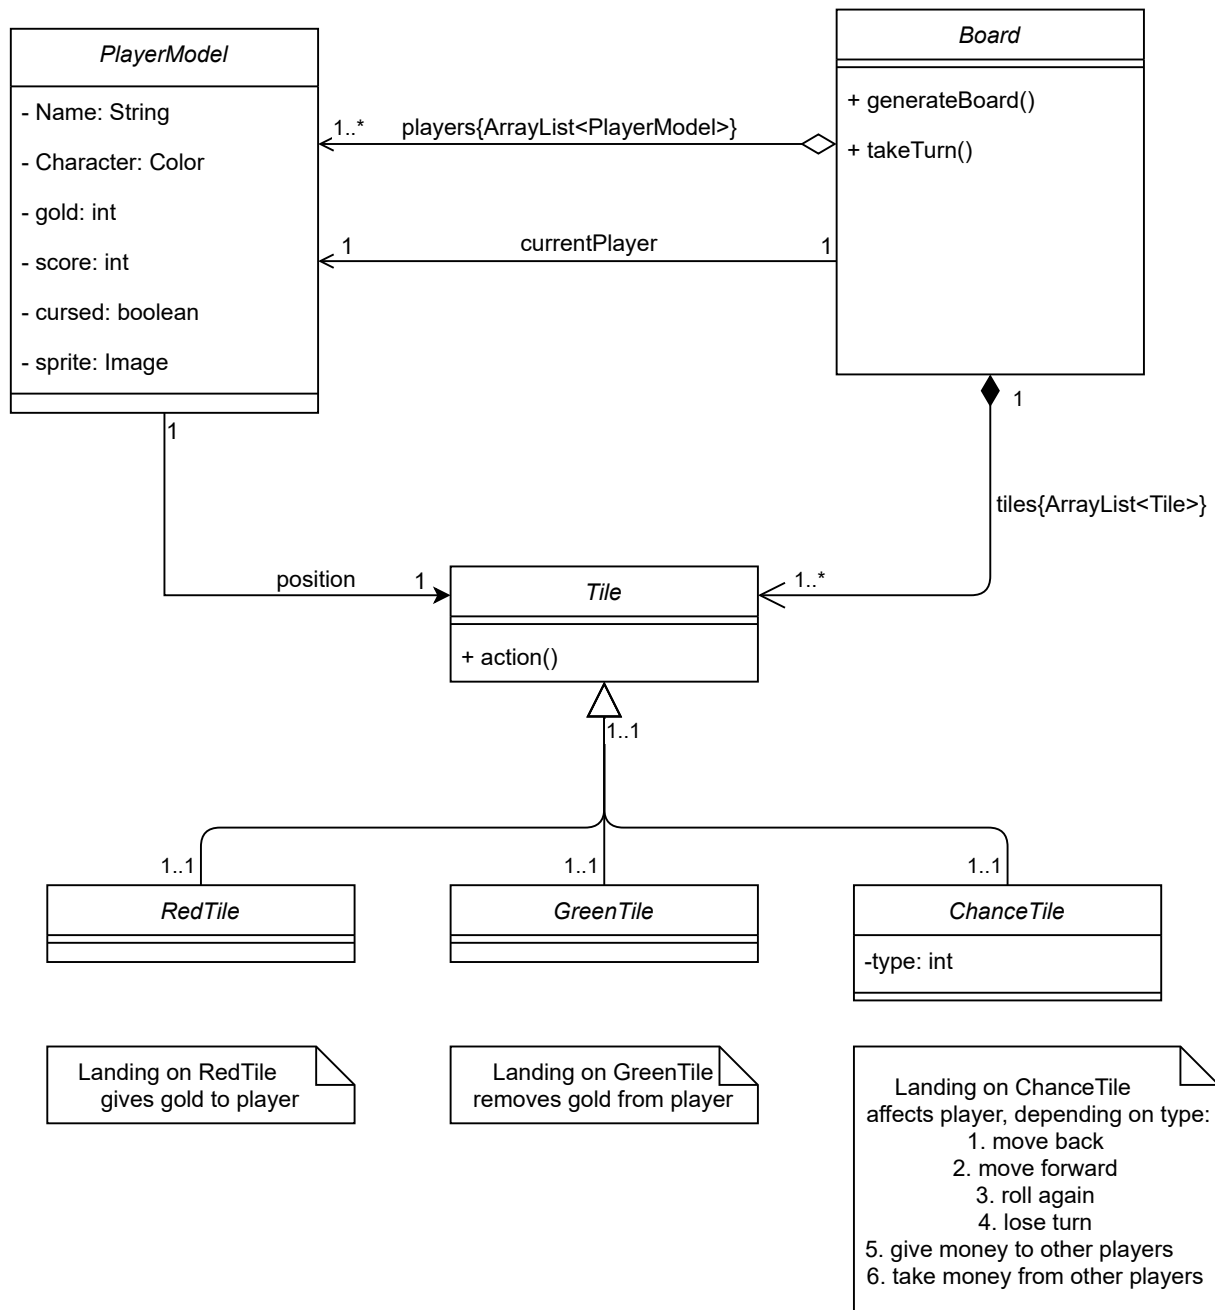 PlayerModel
- Name: String
- Character: Color
- gold: int
- score: int
- cursed: boolean
- sprite: Image
Board
+ generateBoard()
+ takeTurn()
1..*
players{ArrayList<PlayerModel>}
1
currentPlayer
1
1
1
tiles{ArrayList<Tile>}
position
1
1..*
Tile
+ action()
1..1
1..1
1..1
1..1
RedTile
GreenTile
ChanceTile
-type: int
Landing on RedTile
gives gold to player
Landing on GreenTile
removes gold from player
Landing on ChanceTile
affects player, depending on type:
1. move back
2. move forward
3. roll again
4. lose turn
5. give money to other players
6. take money from other players